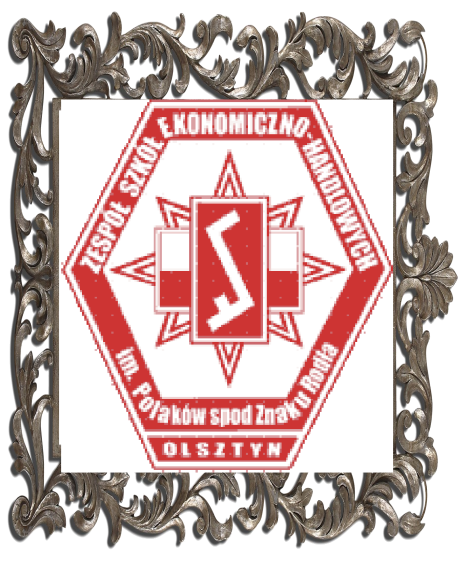 ZESPÓŁ SZKÓŁ EKONOMICZNO-HANDLOWYCH
im. Polaków spod Znaku Rodła
OLSZTYN